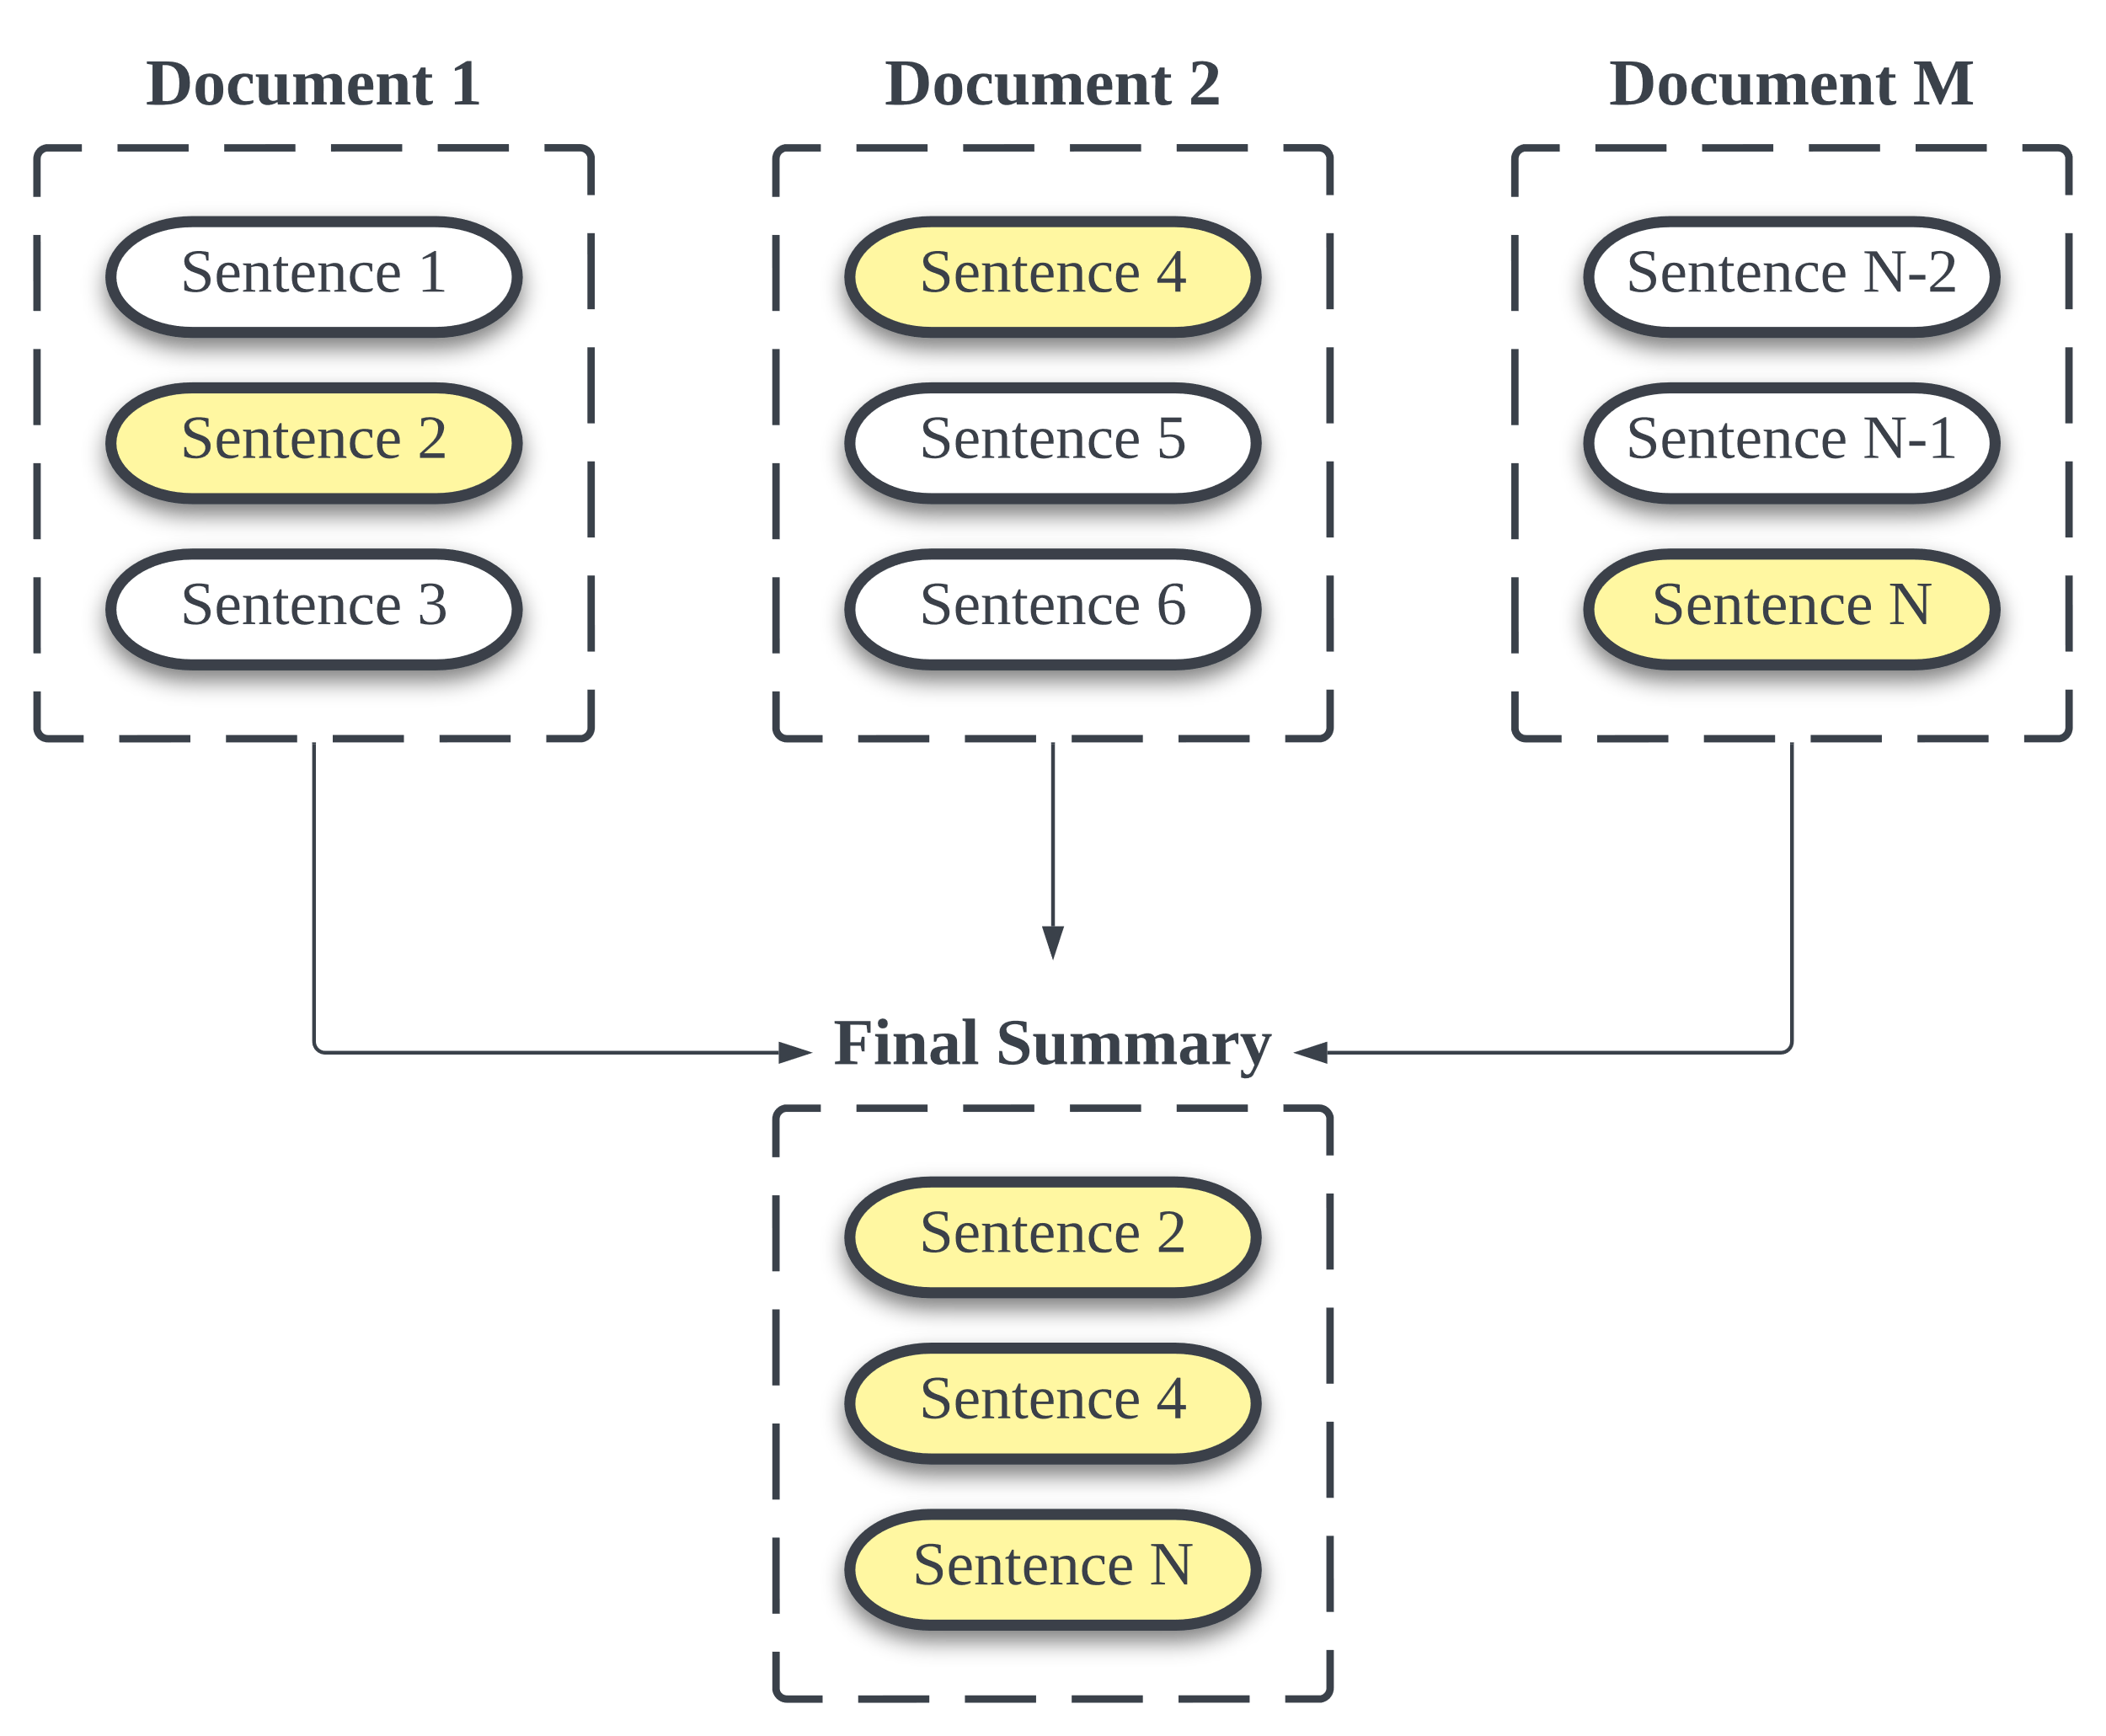 Document 1
Sentence 1
Sentence 2
Sentence 3
Document 2
Sentence 4
Sentence 5
Sentence 6
Document M
Sentence N-2
Sentence N-1
Sentence N
Final Summary
Sentence 2
Sentence 4
Sentence N